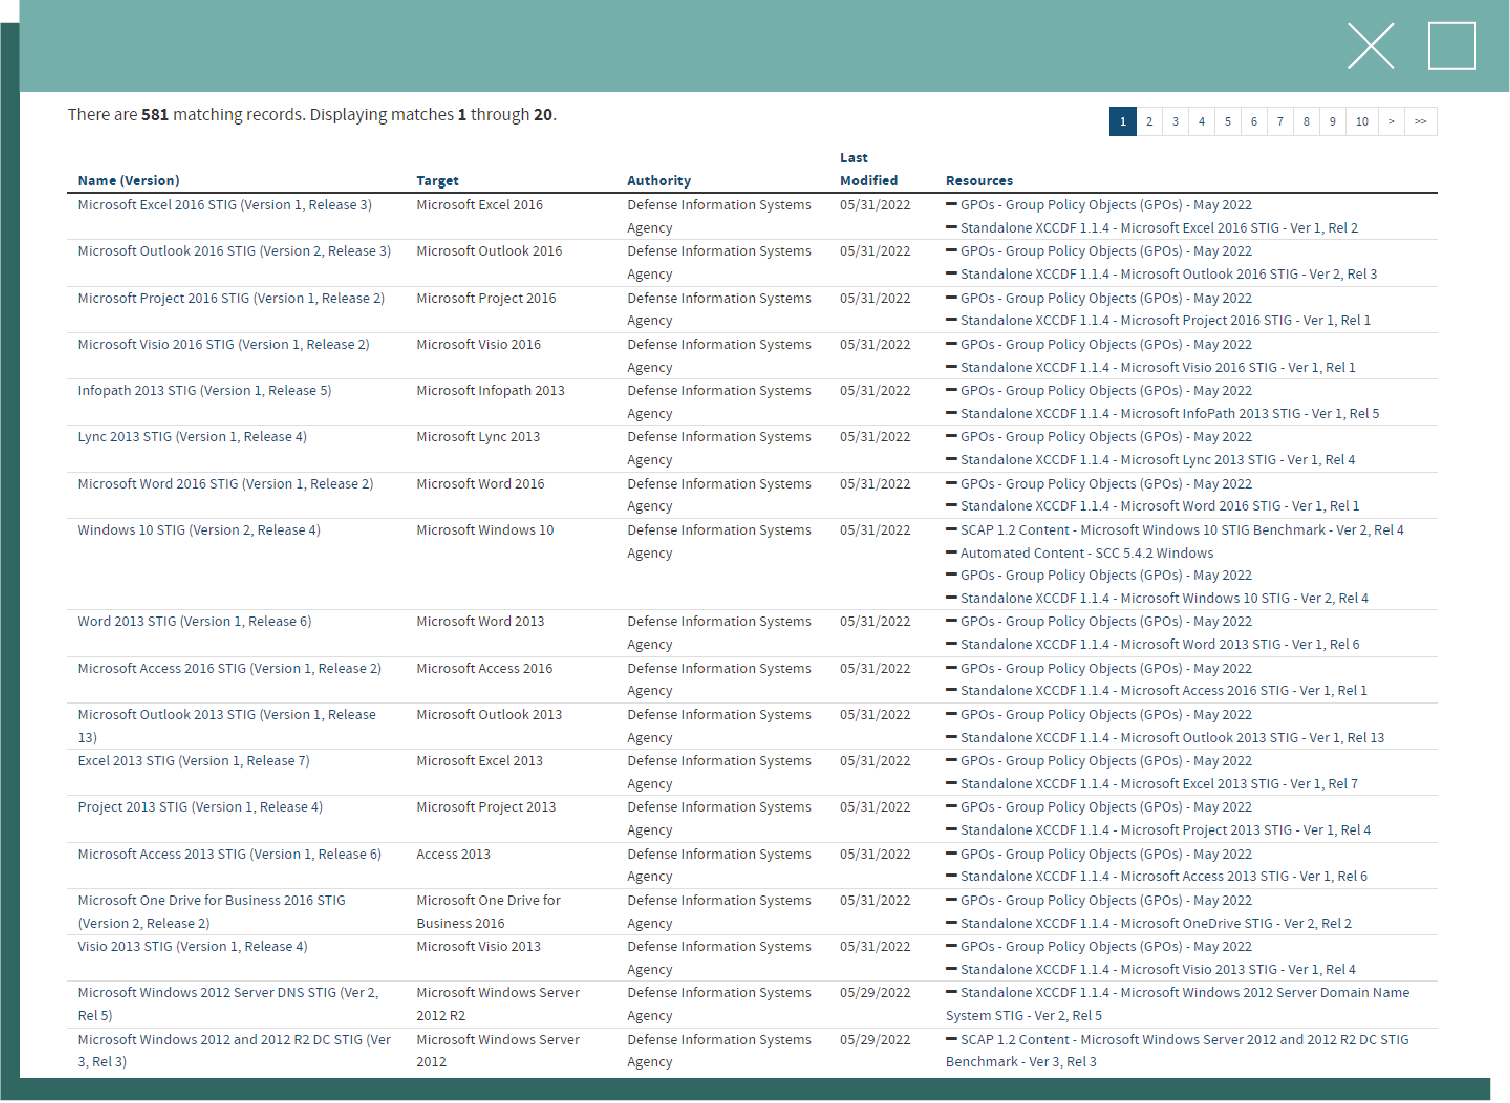 There are 581 matching records. Displaying matches 1 through 20.
1 2 3 4 5 6 7 8 9 10 > >>
Name (Version) Target Authority Last Modified Resources
Microsoft Excel 2016 STIG (Version 1, Release 3) Microsoft Excel 2016 Defense Information Systems 05/31/2022 GPOs - Group Policy Objects (GPOs) - May 2022
Agency Standalone XCCDF 1.1.4 - Microsoft Excel 2016 STIG - Ver 1, Rel 2
Microsoft Outlook 2016 STIG (Version 2, Release 3) Microsoft Outlook 2016 Defense Information Systems 05/31/2022 GPOs - Group Policy Objects (GPOs) - May 2022
Agency Standalone XCCDF 1.1.4 - Microsoft Outlook 2016 STIG - Ver 2, Rel 3
Microsoft Project 2016 STIG (Version 1, Release 2) Microsoft Project 2016 Defense Information Systems 05/31/2022 GPOs - Group Policy Objects (GPOs) - May 2022
Agency Standalone XCCDF 1.1.4 - Microsoft Project 2016 STIG - Ver 1, Rel 1
Microsoft Visio 2016 STIG (Version 1, Release 2) Microsoft Visio 2016 Defense Information Systems 05/31/2022 GPOs - Group Policy Objects (GPOs) - May 2022
Agency Standalone XCCDF 1.1.4 - Microsoft Visio 2016 STIG - Ver 1, Rel 1
Infopath 2013 STIG (Version 1, Release 5) Microsoft Infopath 2013 Defense Information Systems 05/31/2022 GPOs - Group Policy Objects (GPOs) - May 2022
Agency Standalone XCCDF 1.1.4 - Microsoft InfoPath 2013 STIG - Ver 1, Rel 5
Lync 2013 STIG (Version 1, Release 4) Microsoft Lync 2013 Defense Information Systems 05/31/2022 GPOs - Group Policy Objects (GPOs) - May 2022
Agency Standalone XCCDF 1.1.4 - Microsoft Lync 2013 STIG - Ver 1, Rel 4
Microsoft Word 2016 STIG (Version 1, Release 2) Microsoft Word 2016 Defense Information Systems 05/31/2022 GPOs - Group Policy Objects (GPOs) - May 2022
Agency Standalone XCCDF 1.1.4 - Microsoft Word 2016 STIG - Ver 1, Rel 1
Windows 10 STIG (Version 2, Release 4) Microsoft Windows 10 Defense Information Systems 05/31/2022 SCAP 1.2 Content - Microsoft Windows 10 STIG Benchmark - Ver 2, Rel 4
Agency Automated Content - SCC 5.4.2 Windows
GPOs - Group Policy Objects (GPOs) - May 2022
Standalone XCCDF 1.1.4 - Microsoft Windows 10 STIG - Ver 2, Rel 4
Word 2013 STIG (Version 1, Release 6) Microsoft Word 2013 Defense Information Systems 05/31/2022 GPOs - Group Policy Objects (GPOs) - May 2022
Agency Standalone XCCDF 1.1.4 - Microsoft Word 2013 STIG - Ver 1, Rel 6
Microsoft Access 2016 STIG (Version 1, Release 2) Microsoft Access 2016 Defense Information Systems 05/31/2022 GPOs - Group Policy Objects (GPOs) - May 2022
Agency Standalone XCCDF 1.1.4 - Microsoft Access 2016 STIG - Ver 1, Rel 1
Microsoft Outlook 2013 STIG (Version 1, Release Microsoft Outlook 2013 Defense Information Systems 05/31/2022 GPOs - Group Policy Objects (GPOs) - May 2022
13) Agency Standalone XCCDF 1.1.4 - Microsoft Outlook 2013 STIG - Ver 1, Rel 13
Excel 2013 STIG (Version 1, Release 7) Microsoft Excel 2013 Defense Information Systems 05/31/2022 GPOs - Group Policy Objects (GPOs) - May 2022
Agency Standalone XCCDF 1.1.4 - Microsoft Excel 2013 STIG - Ver 1, Rel 7
Project 2013 STIG (Version 1, Release 4) Microsoft Project 2013 Defense Information Systems 05/31/2022 GPOs - Group Policy Objects (GPOs) - May 2022
Agency Standalone XCCDF 1.1.4 - Microsoft Project 2013 STIG - Ver 1, Rel 4
Microsoft Access 2013 STIG (Version 1, Release 6) Access 2013 Defense Information Systems 05/31/2022 GPOs - Group Policy Objects (GPOs) - May 2022
Agency Standalone XCCDF 1.1.4 - Microsoft Access 2013 STIG - Ver 1, Rel 6
Microsoft One Drive for Business 2016 STIG Microsoft One Drive for Defense Information Systems 05/31/2022 GPOs - Group Policy Objects (GPOs) - May 2022
(Version 2, Release 2) Business 2016 Agency Standalone XCCDF 1.1.4 - Microsoft OneDrive STIG - Ver 2, Rel 2
Visio 2013 STIG (Version 1, Release 4) Microsoft Visio 2013 Defense Information Systems 05/31/2022 GPOs - Group Policy Objects (GPOs) - May 2022
Agency Standalone XCCDF 1.1.4 - Microsoft Visio 2013 STIG - Ver 1, Rel 4
Microsoft Windows 2012 Server DNS STIG (Ver 2, Microsoft Windows Server Defense Information Systems 05/29/2022 Standalone XCCDF 1.1.4 - Microsoft Windows 2012 Server Domain Name
Rel 5) 2012 R2 Agency System STIG - Ver 2, Rel 5
Microsoft Windows 2012 and 2012 R2 DC STIG (Ver Microsoft Windows Server Defense Information Systems 05/29/2022 SCAP 1.2 Content - Microsoft Windows Server 2012 and 2012 R2 DC STIG
3, Rel 3) 2012 Agency Benchmark - Ver 3, Rel 3